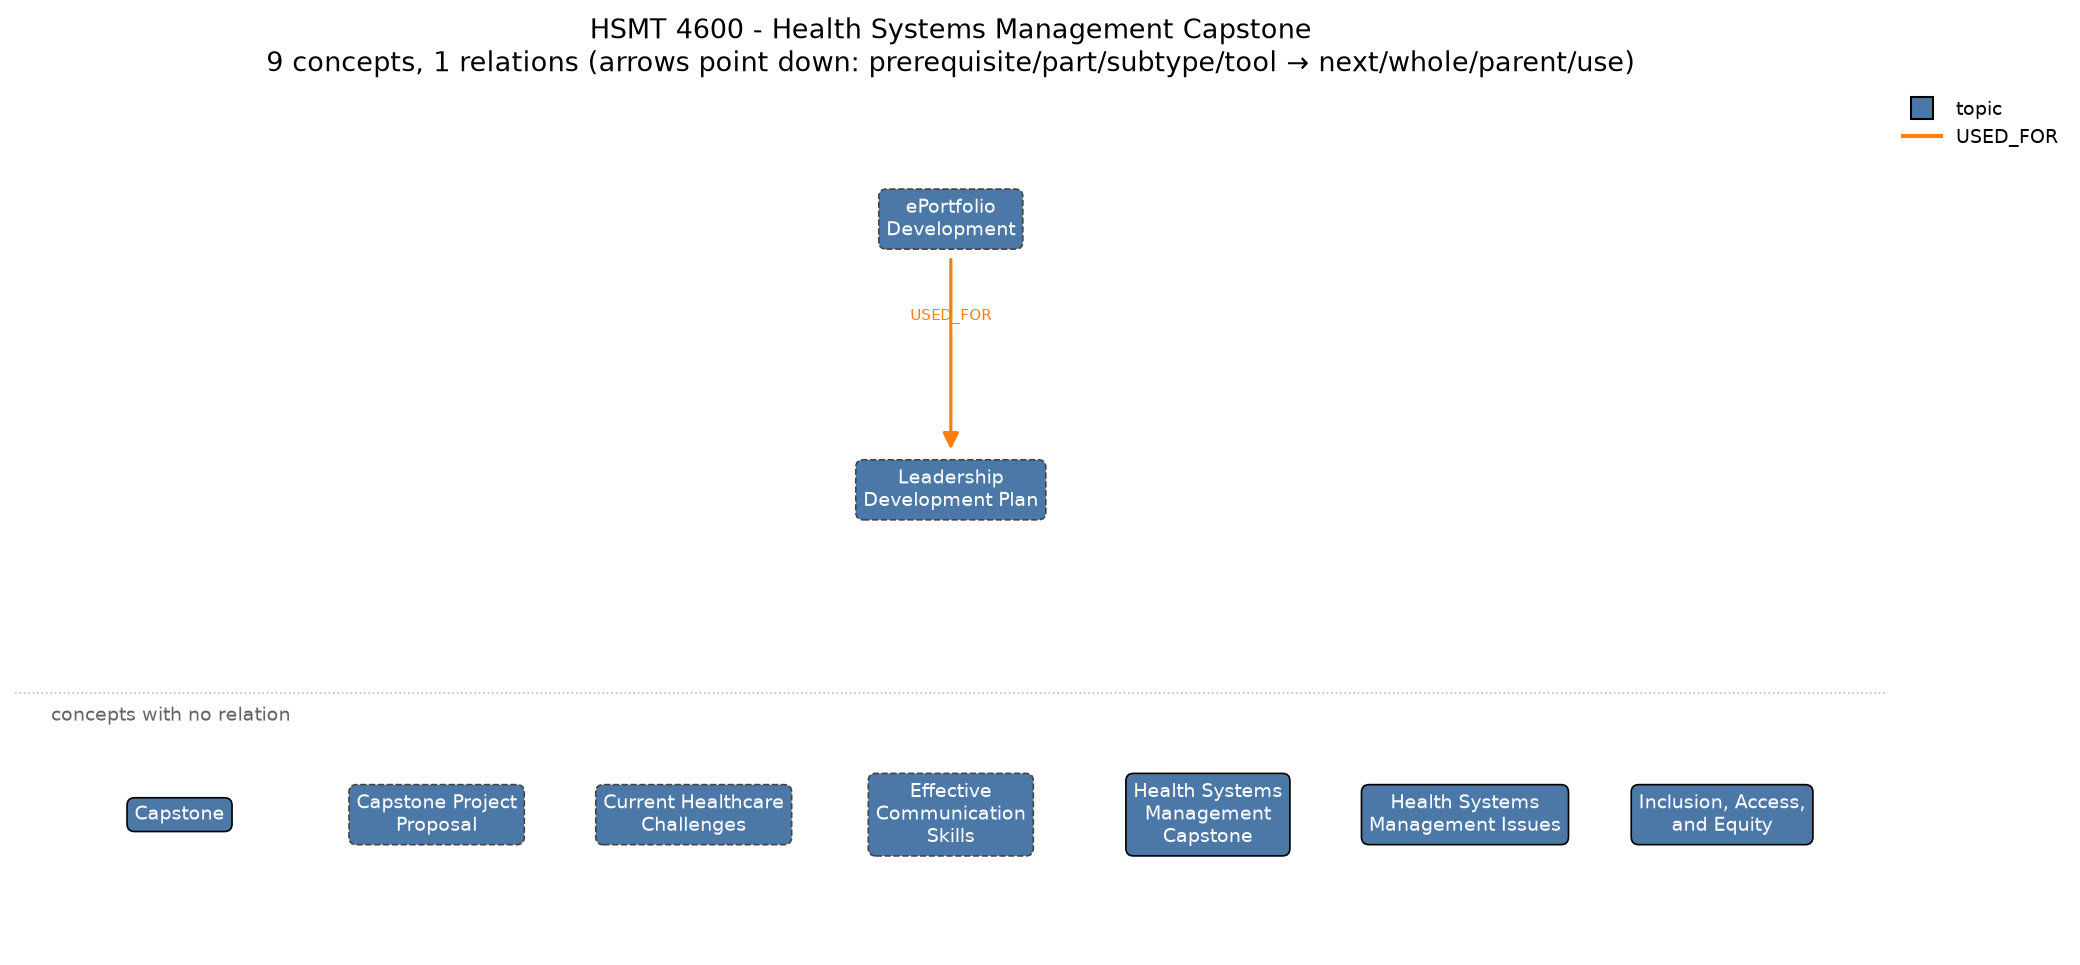 HSMT 4600 - Health Systems Management Capstone
9 concepts, 1 relations (arrows point down: prerequisite/part/subtype/tool → next/whole/parent/use)
topic
USED_FOR
ePortfolio
Development
USED_FOR
Leadership
Development Plan
concepts with no relation
Capstone
Capstone Project
Proposal
Current Healthcare
Challenges
Effective
Communication
Skills
Health Systems
Management
Capstone
Health Systems
Management Issues
Inclusion, Access,
and Equity